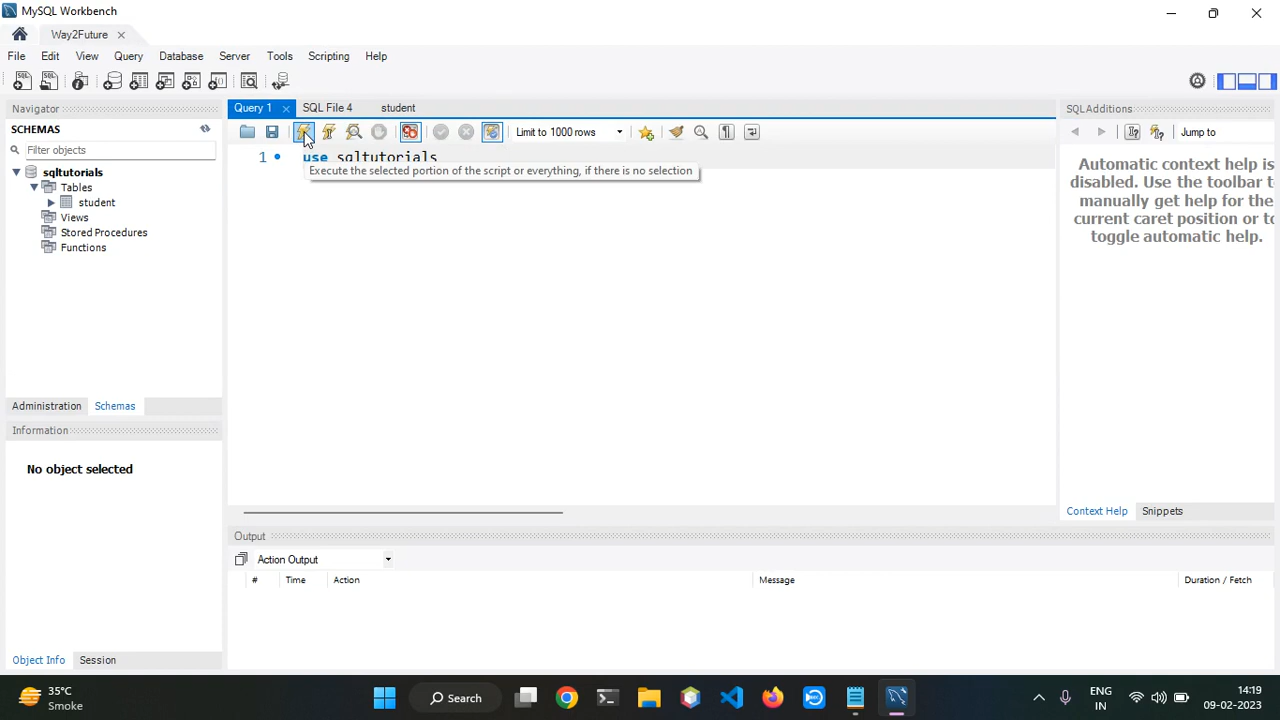 MySQL Workbench
Way2Future
File Edit View Query Database Server Tools Scripting Help
Navigator
SCHEMAS
Filter objects
sqltutorials
Tables
student
Views
Stored Procedures
Functions
Administration Schemas
Information
No object selected
Object Info Session
Query 1 SQL File 4 student
Limit to 1000 rows
1 use sqltutorials
Execute the selected portion of the script or everything, if there is no selection
SQLAdditions
Jump to
Automatic context help is
disabled. Use the toolbar t
manually get help for the
current caret position or to
toggle automatic help.
Context Help Snippets
Output
Action Output
# Time Action Message Duration / Fetch
35°C
Smoke
Search
ENG
IN
14:19
09-02-2023